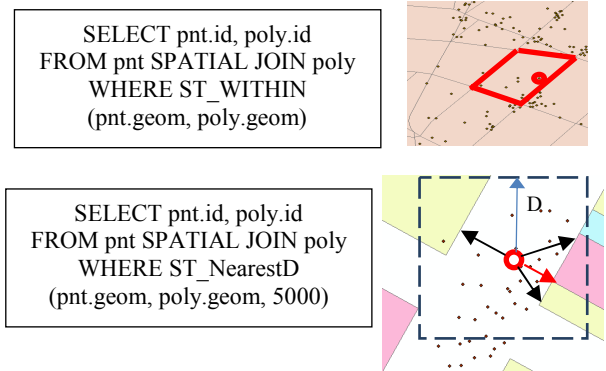 SELECT pnt.id, poly.id
FROM pnt SPATIAL JOIN poly
WHERE ST_WITHIN
(pnt.geom, poly.geom)
SELECT pnt.id, poly.id
FROM pnt SPATIAL JOIN poly
WHERE ST_NearestD
(pnt.geom, poly.geom, 5000)
D